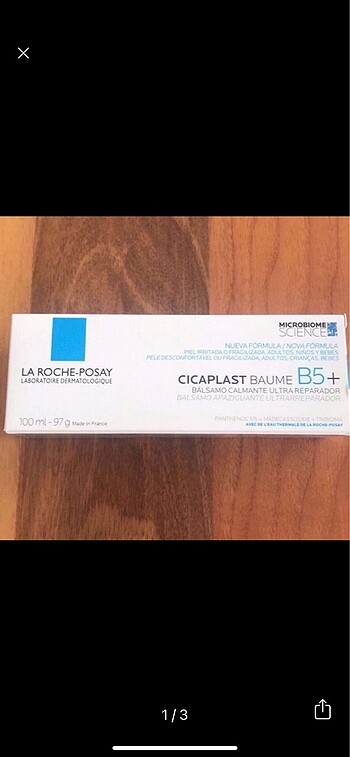 MICROBIOME
SCIENCE
NUEVA FÓRMULA / NOVA FÓRMULA
PIEL IRRITADA O FRAGILIZADA, ADULTOS, NIÑOS Y BEBÉS
PELE DESCONFORTÁVEL OU FRAGILIZADA, ADULTOS, CRIANÇAS, BEBÉS
LA ROCHE-POSAY
LABORATOIRE DERMATOLOGIQUE
CICAPLAST BAUME B5+
BÁLSAMO CALMANTE ULTRA REPARADOR
BÁLSAMO APAZIGUANTE ULTRARREPARADOR
100 ml - 97 g Made in France
PANTHENOL 5% + MADECASSOSIDE + TRIBIOMA
AVEC DE L'EAU THERMALE DE LA ROCHE-POSAY
1 / 3